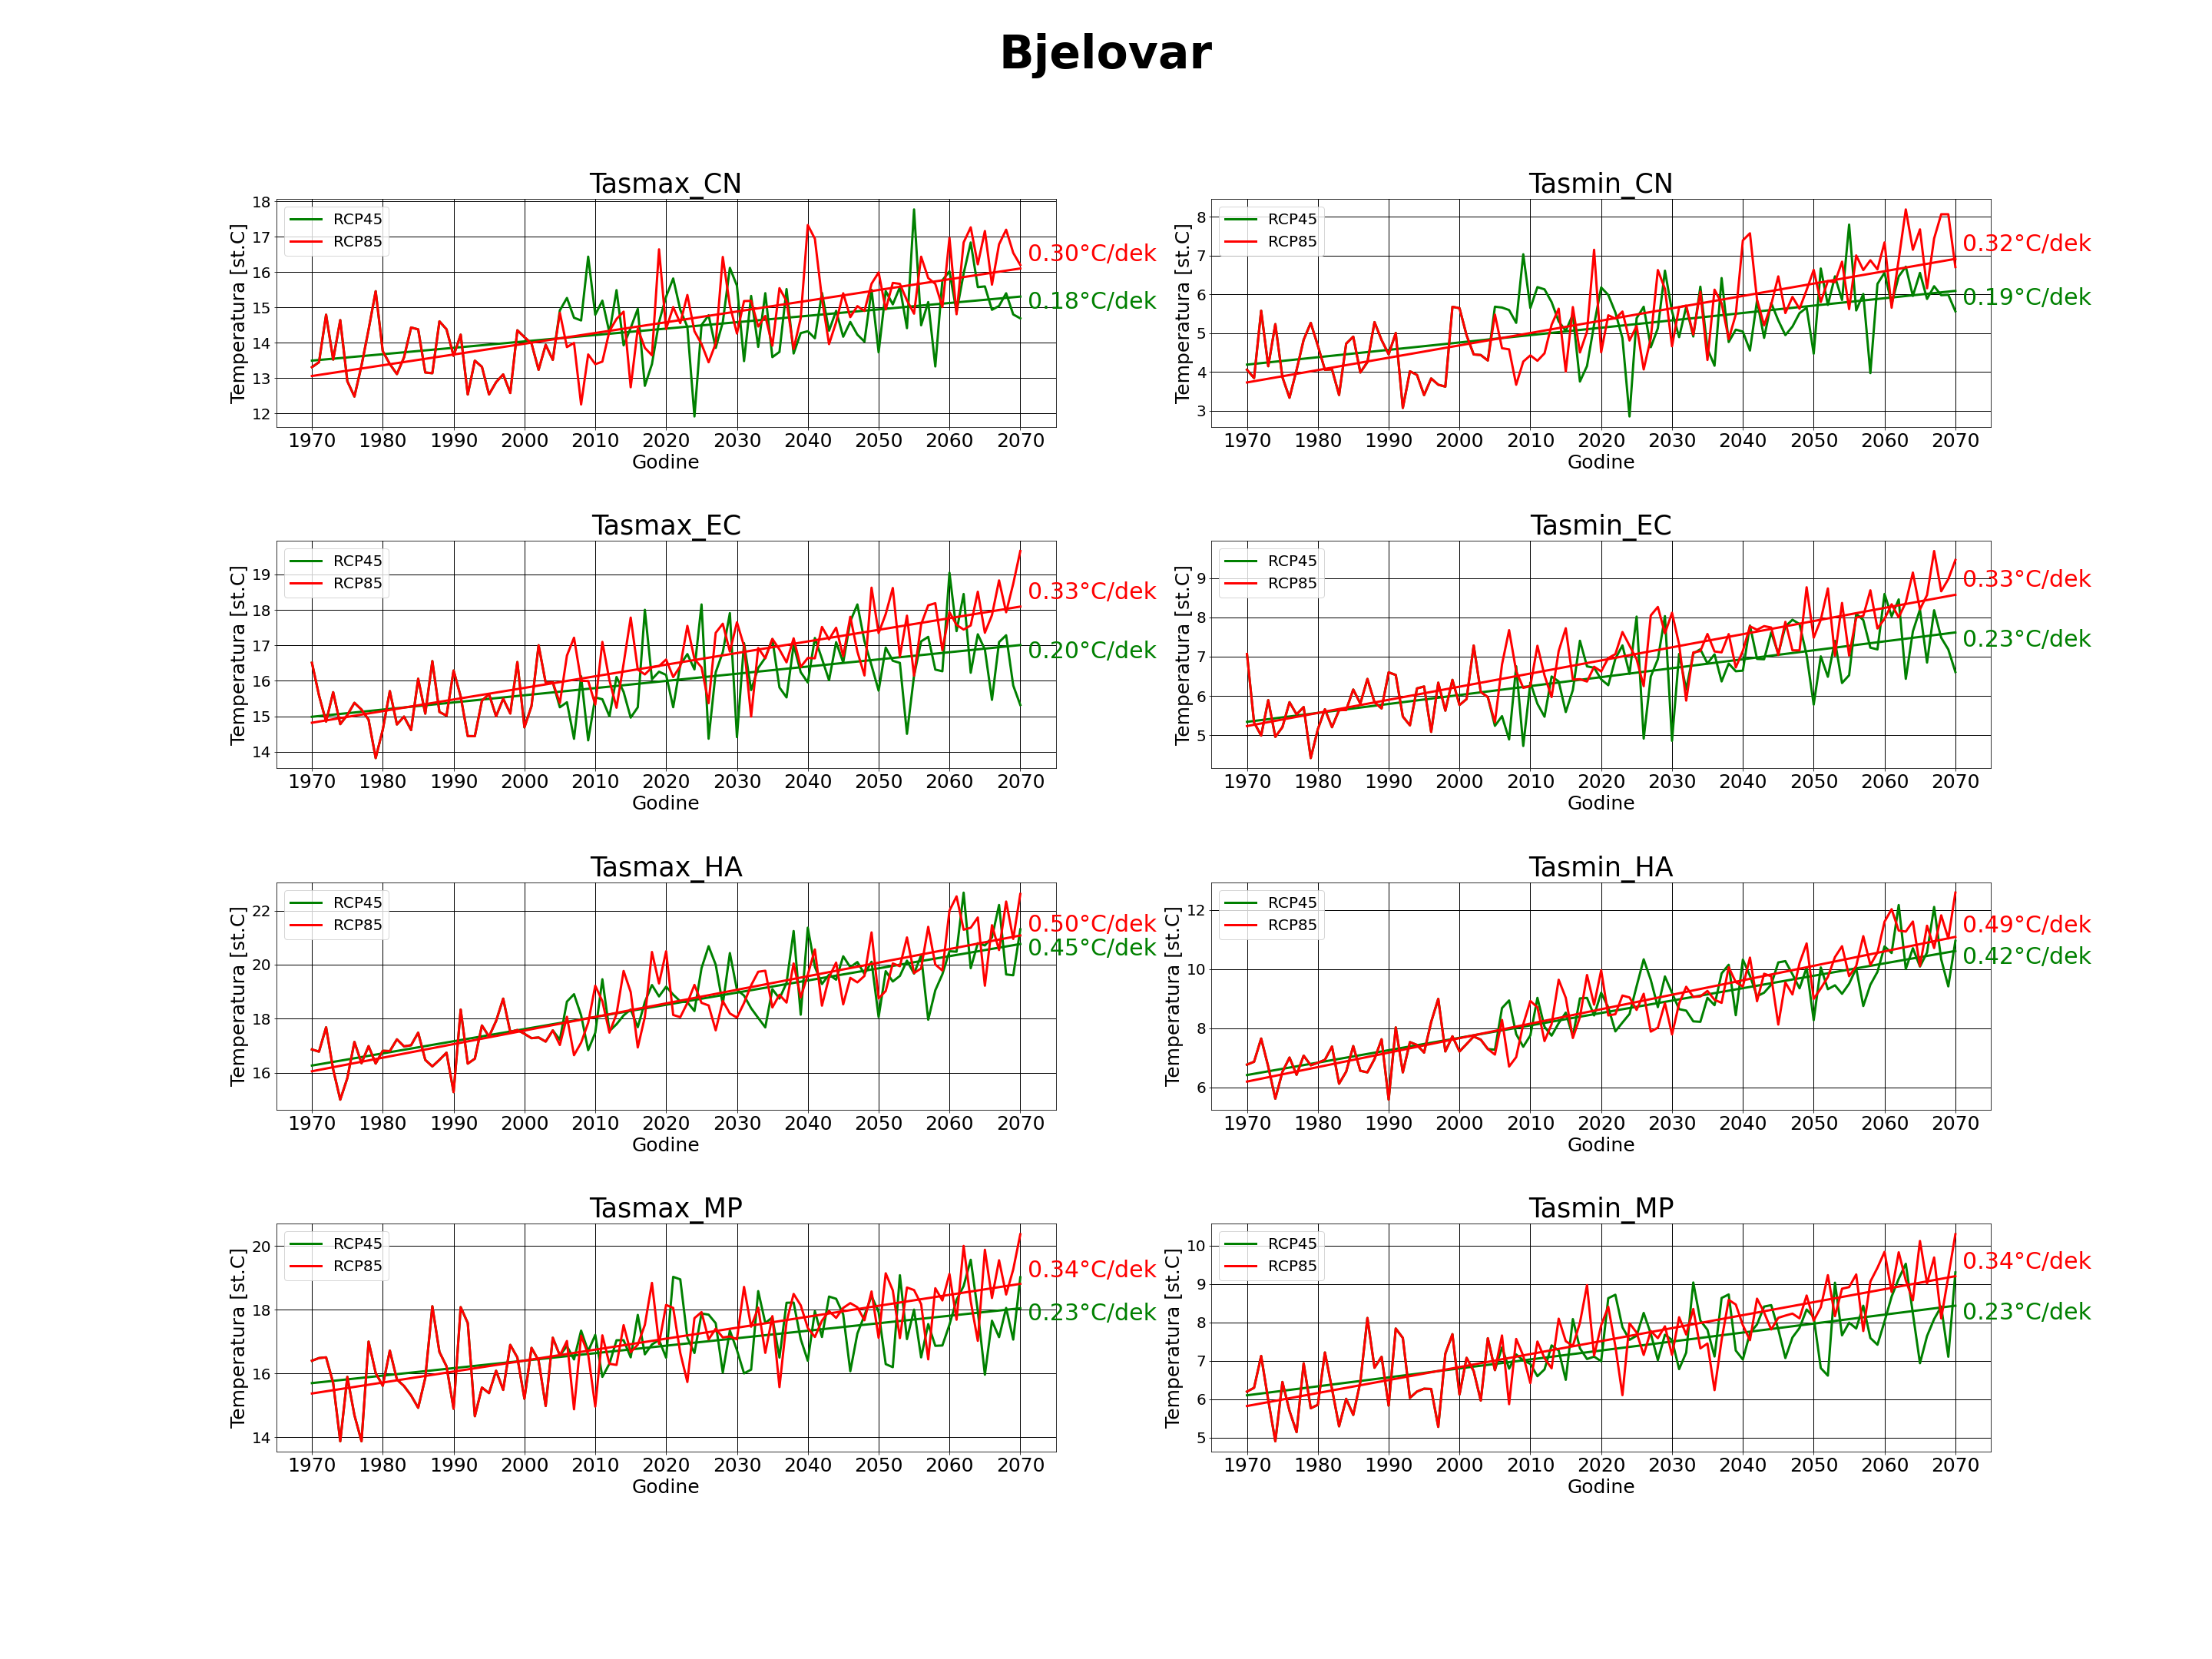 Bjelovar
Tasmax_CN
Temperatura [st.C]
18
17
16
15
14
13
12
RCP45
RCP85
0.30°C/dek
0.18°C/dek
1970 1980 1990 2000 2010 2020 2030 2040 2050 2060 2070
Godine
Tasmin_CN
Temperatura [st.C]
8
7
6
5
4
3
RCP45
RCP85
0.32°C/dek
0.19°C/dek
1970 1980 1990 2000 2010 2020 2030 2040 2050 2060 2070
Godine
Tasmax_EC
Temperatura [st.C]
19
18
17
16
15
14
RCP45
RCP85
0.33°C/dek
0.20°C/dek
1970 1980 1990 2000 2010 2020 2030 2040 2050 2060 2070
Godine
Tasmin_EC
Temperatura [st.C]
9
8
7
6
5
RCP45
RCP85
0.33°C/dek
0.23°C/dek
1970 1980 1990 2000 2010 2020 2030 2040 2050 2060 2070
Godine
Tasmax_HA
Temperatura [st.C]
22
20
18
16
RCP45
RCP85
0.50°C/dek
0.45°C/dek
1970 1980 1990 2000 2010 2020 2030 2040 2050 2060 2070
Godine
Tasmin_HA
Temperatura [st.C]
12
10
8
6
RCP45
RCP85
0.49°C/dek
0.42°C/dek
1970 1980 1990 2000 2010 2020 2030 2040 2050 2060 2070
Godine
Tasmax_MP
Temperatura [st.C]
20
18
16
14
RCP45
RCP85
0.34°C/dek
0.23°C/dek
1970 1980 1990 2000 2010 2020 2030 2040 2050 2060 2070
Godine
Tasmin_MP
Temperatura [st.C]
10
9
8
7
6
5
RCP45
RCP85
0.34°C/dek
0.23°C/dek
1970 1980 1990 2000 2010 2020 2030 2040 2050 2060 2070
Godine